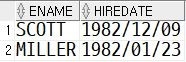 ENAME HIREDATE
1 SCOTT 1982/12/09
2 MILLER 1982/01/23